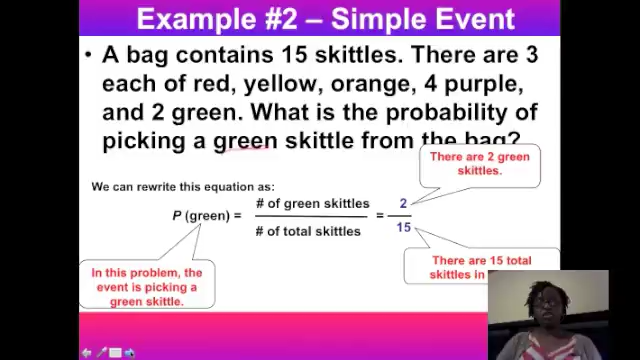 Example #2 – Simple Event
• A bag contains 15 skittles. There are 3
each of red, yellow, orange, 4 purple,
and 2 green. What is the probability of
picking a green skittle from the bag?
There are 2 green
skittles.
We can rewrite this equation as:
P (green) =
# of green skittles
# of total skittles
=
2
15
In this problem, the
event is picking a
green skittle.
There are 15 total
skittles in